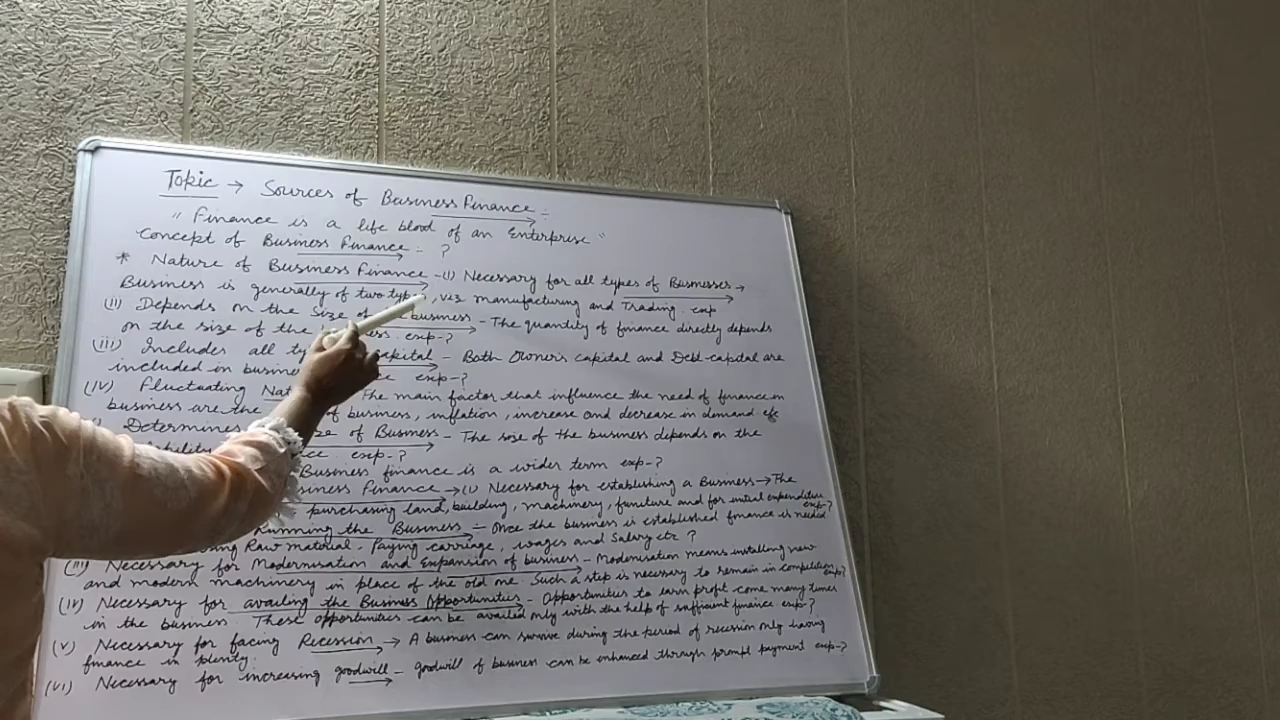 Topic → Sources of Business Finance :-
" Finance is a life blood of an Enterprise "
Concept of Business Finance :- ?
* Nature of Business Finance -(i) Necessary for all types of Businesses →
Business is generally of two types, viz manufacturing and Trading. exp
(ii) Depends on the Size of business - The quantity of finance directly depends
on the size of the exp-?
(iii) Includes all capital - Both Owner's capital and Debt capital are
included in exp-?
(iv) Fluctuating The main factor that influence the need of finance in
business are the of business, inflation, increase and decrease in demand etc
Determines of Business - The size of the business depends on the
exp-?
Business finance is a wider term exp-?
Finance →(i) Necessary for establishing a Business → The
purchasing land, building, machinery, furniture and for initial expenditure exp-?
Running the Business :- Once the business is established finance is needed
Raw material. Paying carriage, wages and Salary etc ?
(iii) Necessary for Modernisation and Expansion of business - Modernisation means installing new
and modern machinery in place of the old one. Such a step is necessary to remain in competition exp?
(iv) Necessary for availing the Business Opportunities - Opportunities to earn profit come many times
in the business. These opportunities can be availed only with the help of sufficient finance exp-?
(v) Necessary for facing Recession → A business can survive during the period of recession only having
finance in plenty.
(vi) Necessary for increasing goodwill - goodwill of business can be enhanced through prompt payment exp-?